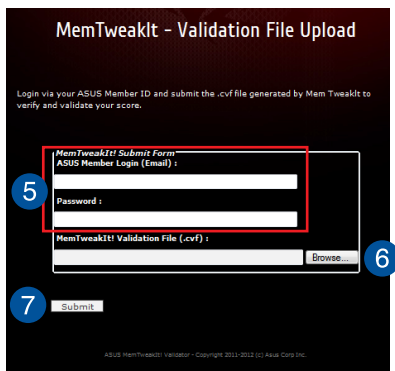 MemTweakIt - Validation File Upload
Login via your ASUS Member ID and submit the .cvf file generated by Mem TweakIt to
verify and validate your score.
MemTweakIt! Submit Form
ASUS Member Login (Email) :
5
Password :
MemTweakIt! Validation File (.cvf) :
Browse...
6
7
Submit
ASUS MemTweakIt! Validator - Copyright 2011-2012 (c) Asus Corp Inc.